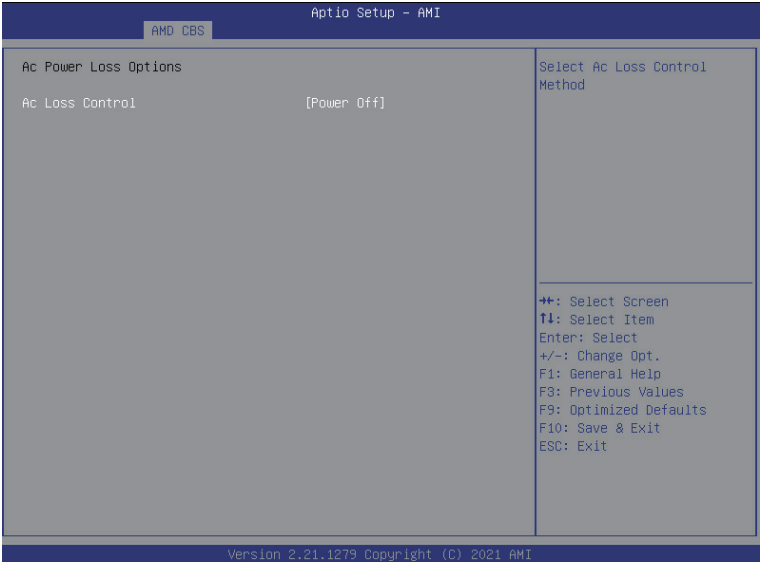 Aptio Setup - AMI
AMD CBS
Ac Power Loss Options
Ac Loss Control [Power Off]
Select Ac Loss Control
Method
→←: Select Screen
↑↓: Select Item
Enter: Select
+/-: Change Opt.
F1: General Help
F3: Previous Values
F9: Optimized Defaults
F10: Save & Exit
ESC: Exit
Version 2.21.1279 Copyright (C) 2021 AMI